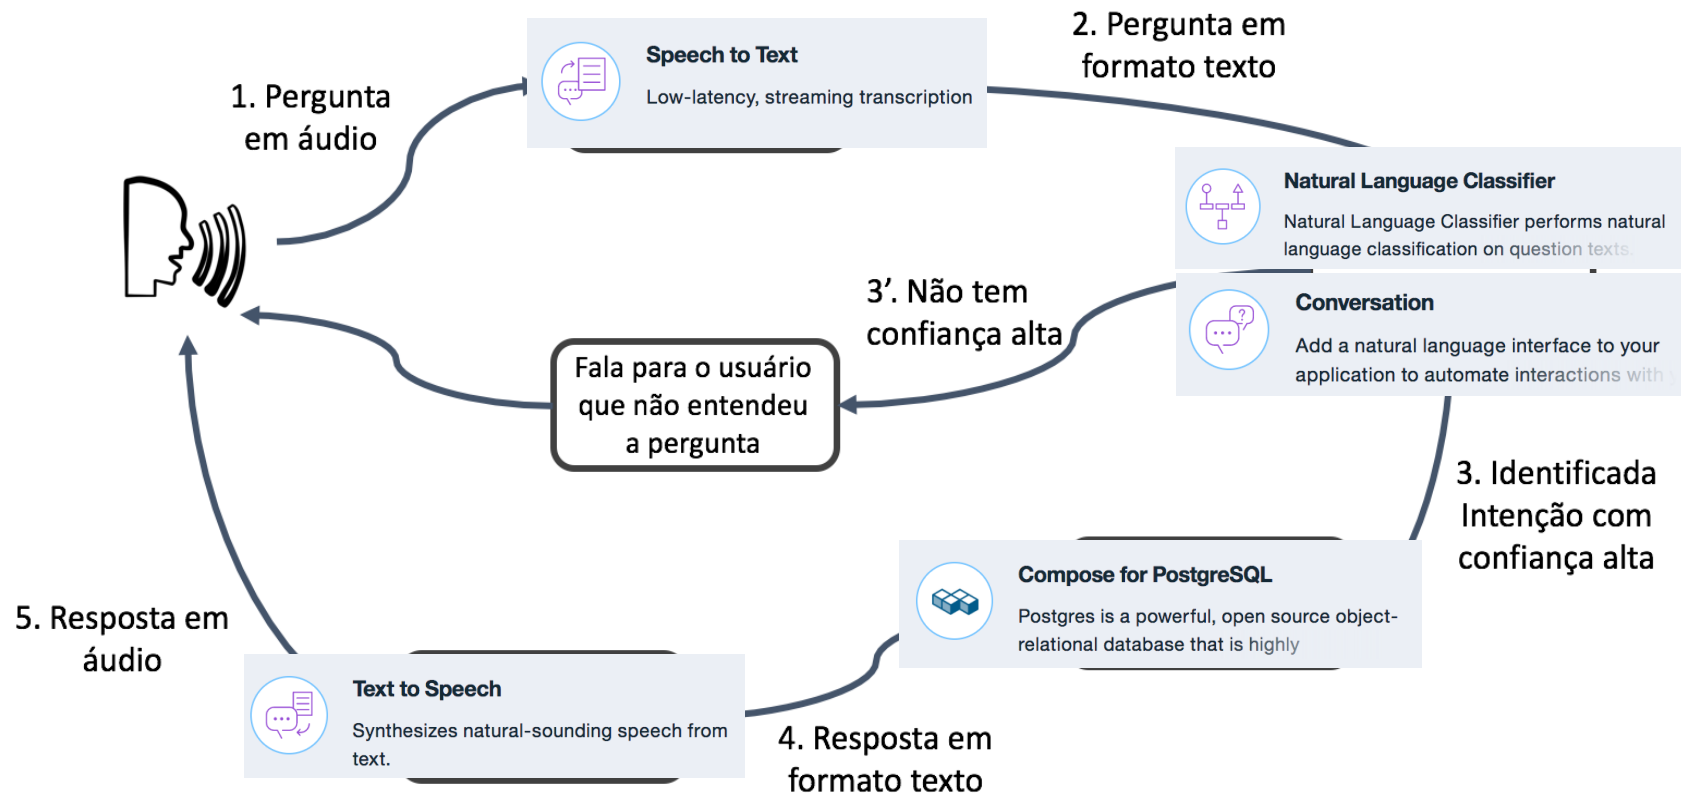 1. Pergunta
em áudio
Speech to Text
Low-latency, streaming transcription
2. Pergunta em
formato texto
Natural Language Classifier
Natural Language Classifier performs natural
language classification on question texts.
3’. Não tem
confiança alta
Conversation
Add a natural language interface to your
application to automate interactions with
Fala para o usuário
que não entendeu
a pergunta
3. Identificada
Intenção com
confiança alta
Compose for PostgreSQL
Postgres is a powerful, open source object-
relational database that is highly
4. Resposta em
formato texto
Text to Speech
Synthesizes natural-sounding speech from
text.
5. Resposta em
áudio